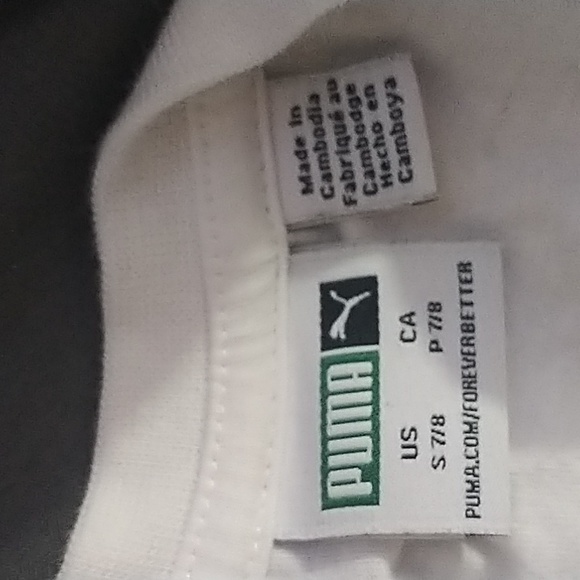 Made in
Cambodia
Fabriqué au
Cambodge
Hecho en
Camboya
PUMA
US CA
S 7/8 P 7/8
PUMA.COM/FOREVERBETTER